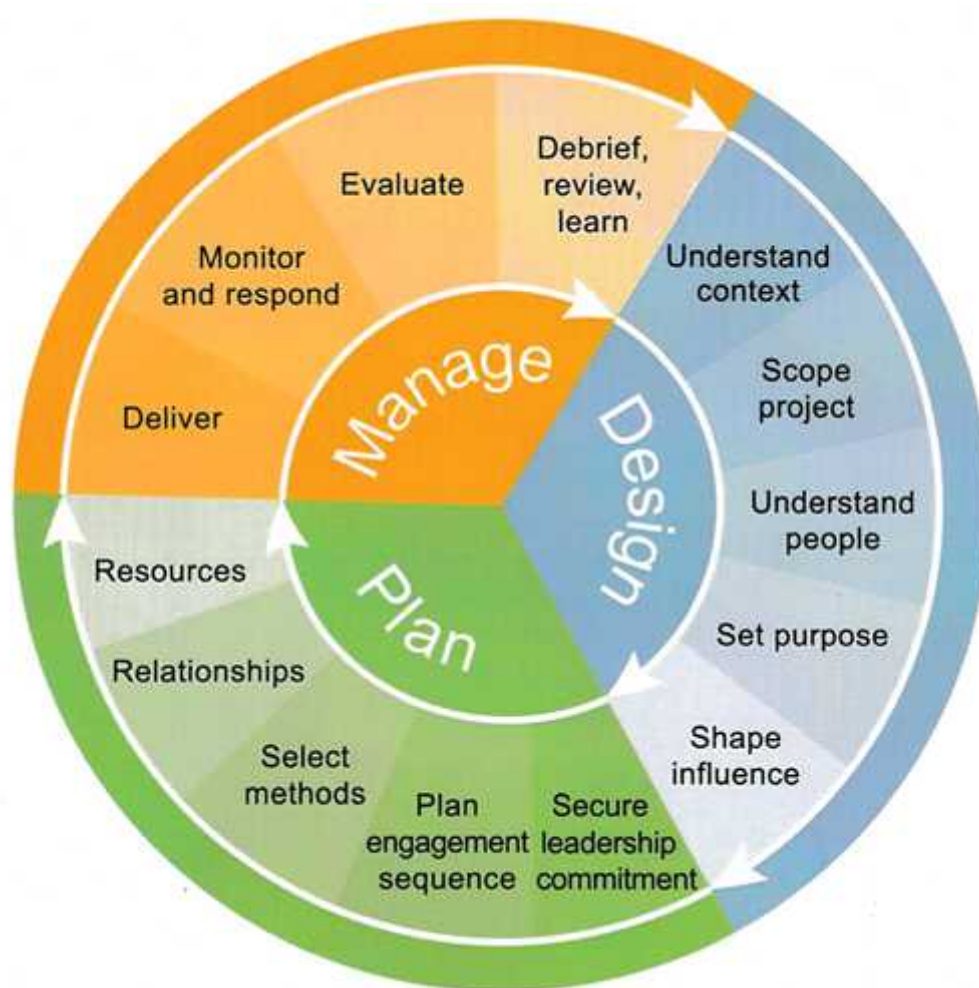 Manage
Design
Plan
Understand
context
Scope
project
Understand
people
Set purpose
Shape
influence
Secure
leadership
commitment
Plan
engagement
sequence
Select
methods
Relationships
Resources
Deliver
Monitor
and respond
Evaluate
Debrief,
review,
learn